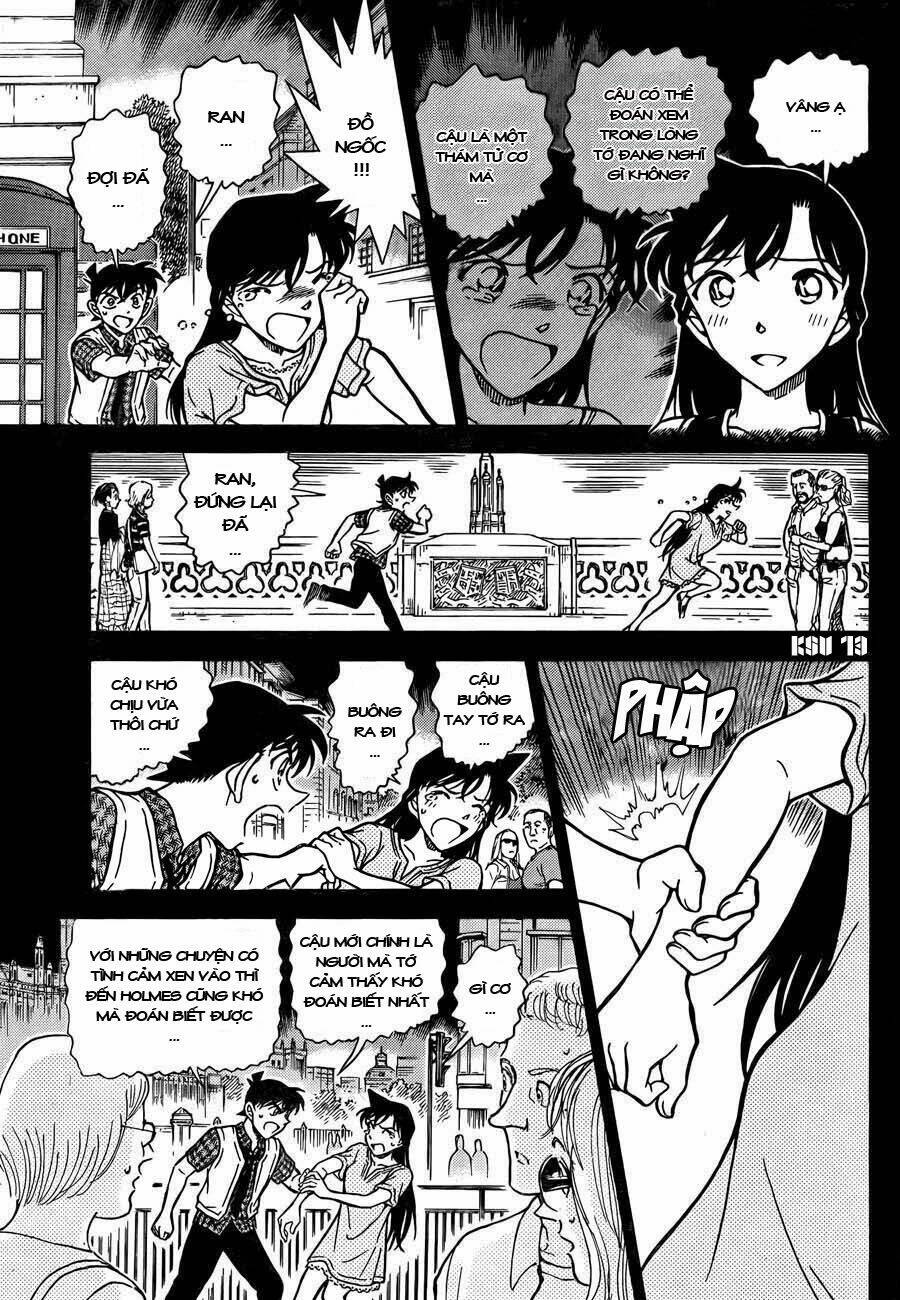 VÂNG Ạ
...
CẬU CÓ THỂ
ĐOÁN XEM
TRONG LÒNG
TỚ ĐANG NGHĨ
GÌ KHÔNG?
CẬU LÀ MỘT
THÁM TỬ CƠ
MÁ
...
ĐỒ
NGỐC
!!!
RAN
...
ĐỢI ĐÃ
...
HONE
RAN,
ĐỨNG LẠI
ĐÃ
...
KSV '13
PHẬP
CẬU
BUÔNG
TAY TỚ RA
...
BUÔNG
RA ĐI
...
CẬU KHÓ
CHỊU VỪA
THÔI CHỨ
...
GÌ CƠ
...
CẬU MỚI CHÍNH LÀ
NGƯỜI MÀ TỚ
CẢM THẤY KHÓ
ĐOÁN BIẾT NHẤT
...
VỚI NHỮNG CHUYỆN CÓ
TÌNH CẢM XEN VÀO THÌ
ĐẾN HOLMES CŨNG KHÓ
MÀ ĐOÁN BIẾT ĐƯỢC
...